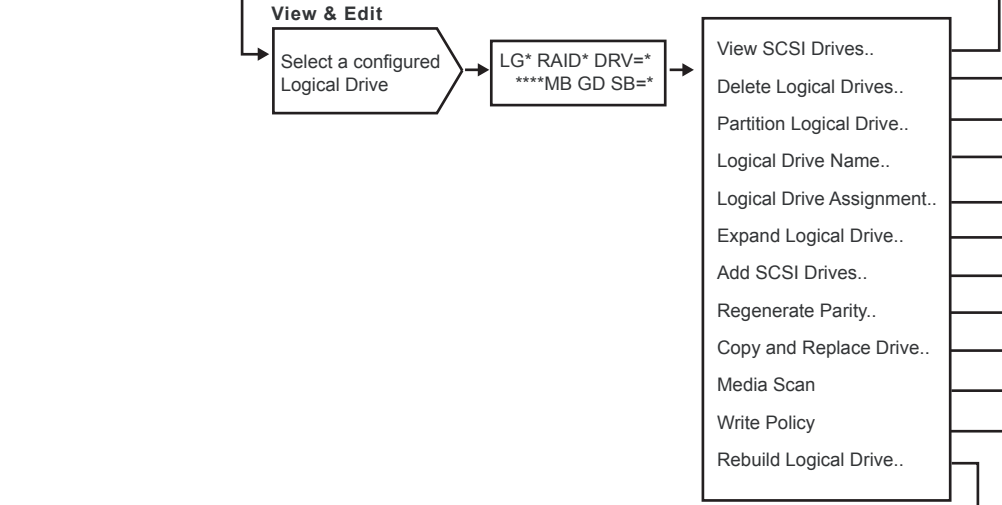 View & Edit
Select a configured
Logical Drive
LG* RAID* DRV=*
****MB GD SB=*
View SCSI Drives..
Delete Logical Drives..
Partition Logical Drive..
Logical Drive Name..
Logical Drive Assignment..
Expand Logical Drive..
Add SCSI Drives..
Regenerate Parity..
Copy and Replace Drive..
Media Scan
Write Policy
Rebuild Logical Drive..